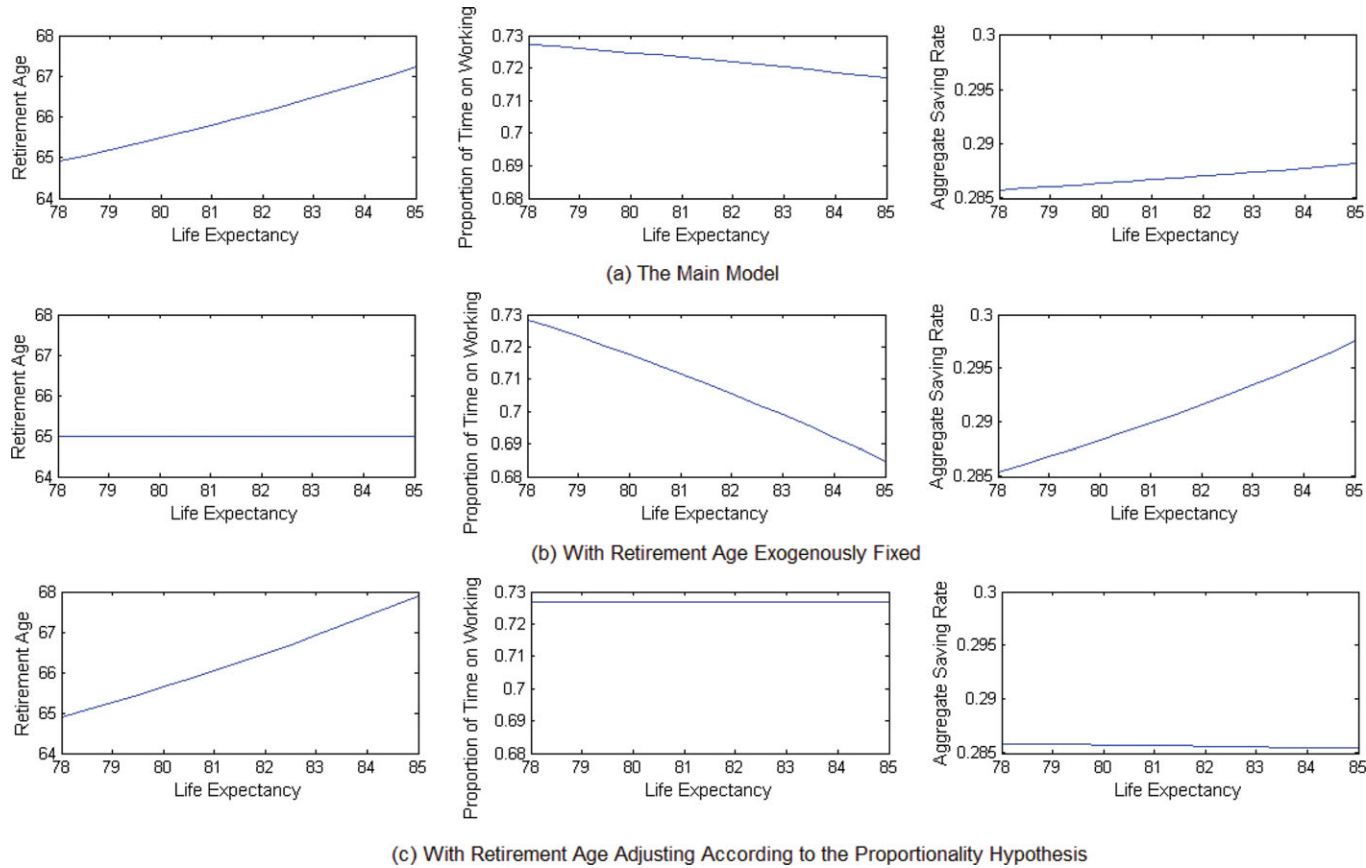 Retirement Age
68
67
66
65
64
78 79 80 81 82 83 84 85
Life Expectancy
Proportion of Time on Working
0.73
0.72
0.71
0.7
0.69
0.68
78 79 80 81 82 83 84 85
Life Expectancy
Aggregate Saving Rate
0.3
0.295
0.29
0.285
78 79 80 81 82 83 84 85
Life Expectancy
(a) The Main Model
Retirement Age
68
67
66
65
64
78 79 80 81 82 83 84 85
Life Expectancy
Proportion of Time on Working
0.73
0.72
0.71
0.7
0.69
0.68
78 79 80 81 82 83 84 85
Life Expectancy
Aggregate Saving Rate
0.3
0.295
0.29
0.285
78 79 80 81 82 83 84 85
Life Expectancy
(b) With Retirement Age Exogenously Fixed
Retirement Age
68
67
66
65
64
78 79 80 81 82 83 84 85
Life Expectancy
Proportion of Time on Working
0.73
0.72
0.71
0.7
0.69
0.68
78 79 80 81 82 83 84 85
Life Expectancy
Aggregate Saving Rate
0.3
0.295
0.29
0.285
78 79 80 81 82 83 84 85
Life Expectancy
(c) With Retirement Age Adjusting According to the Proportionality Hypothesis